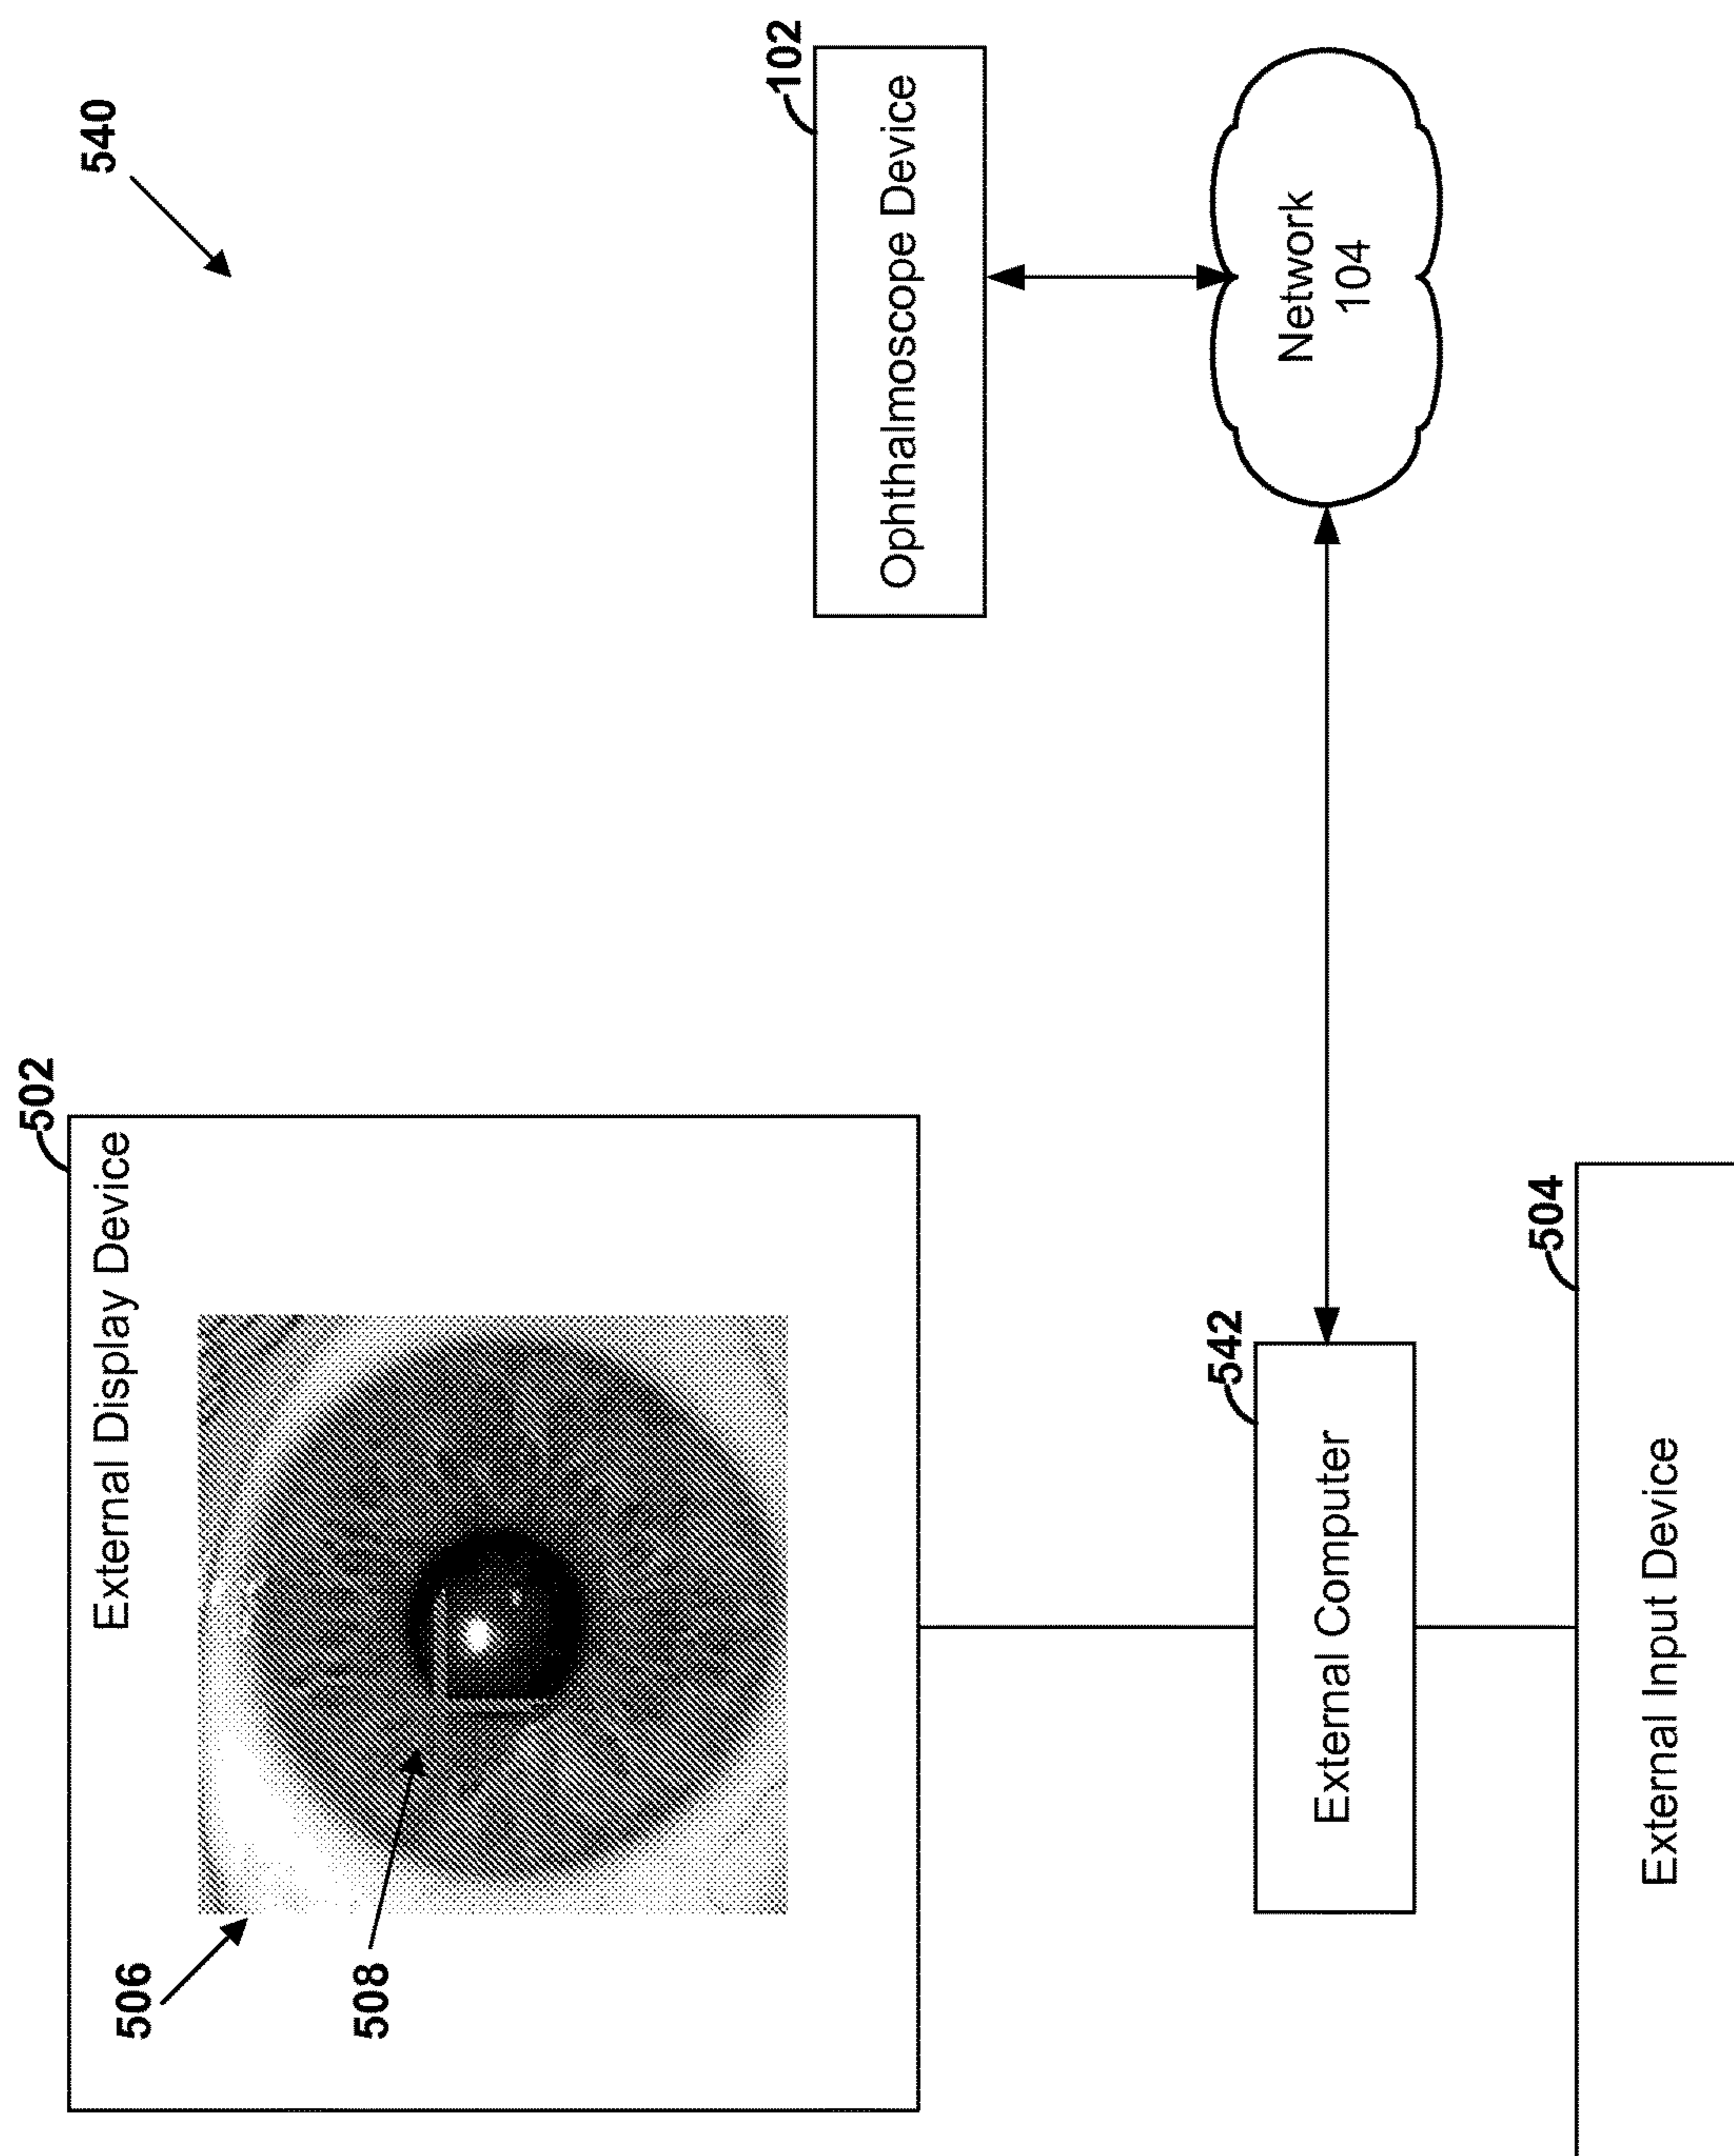 540
502
External Display Device
506
508
102
Ophthalmoscope Device
Network
104
542
External Computer
504
External Input Device